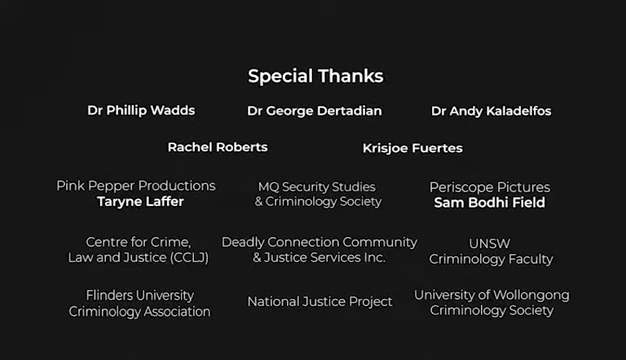 Special Thanks
Dr Phillip Wadds Dr George Dertadian Dr Andy Kaladelfos
Rachel Roberts Krisjoe Fuertes
Pink Pepper Productions
Taryne Laffer
MQ Security Studies
& Criminology Society
Periscope Pictures
Sam Bodhi Field
Centre for Crime,
Law and Justice (CCLJ)
Deadly Connection Community
& Justice Services Inc.
UNSW
Criminology Faculty
Flinders University
Criminology Association
National Justice Project
University of Wollongong
Criminology Society